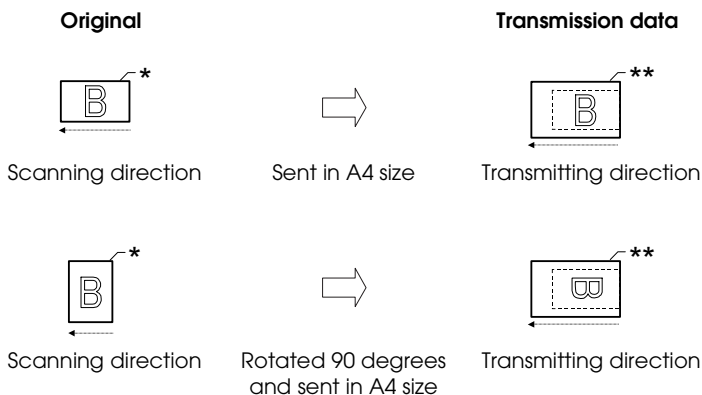 Original Transmission data
* **
B B
Scanning direction Sent in A4 size Transmitting direction
* **
B B
Scanning direction Rotated 90 degrees Transmitting direction
and sent in A4 size